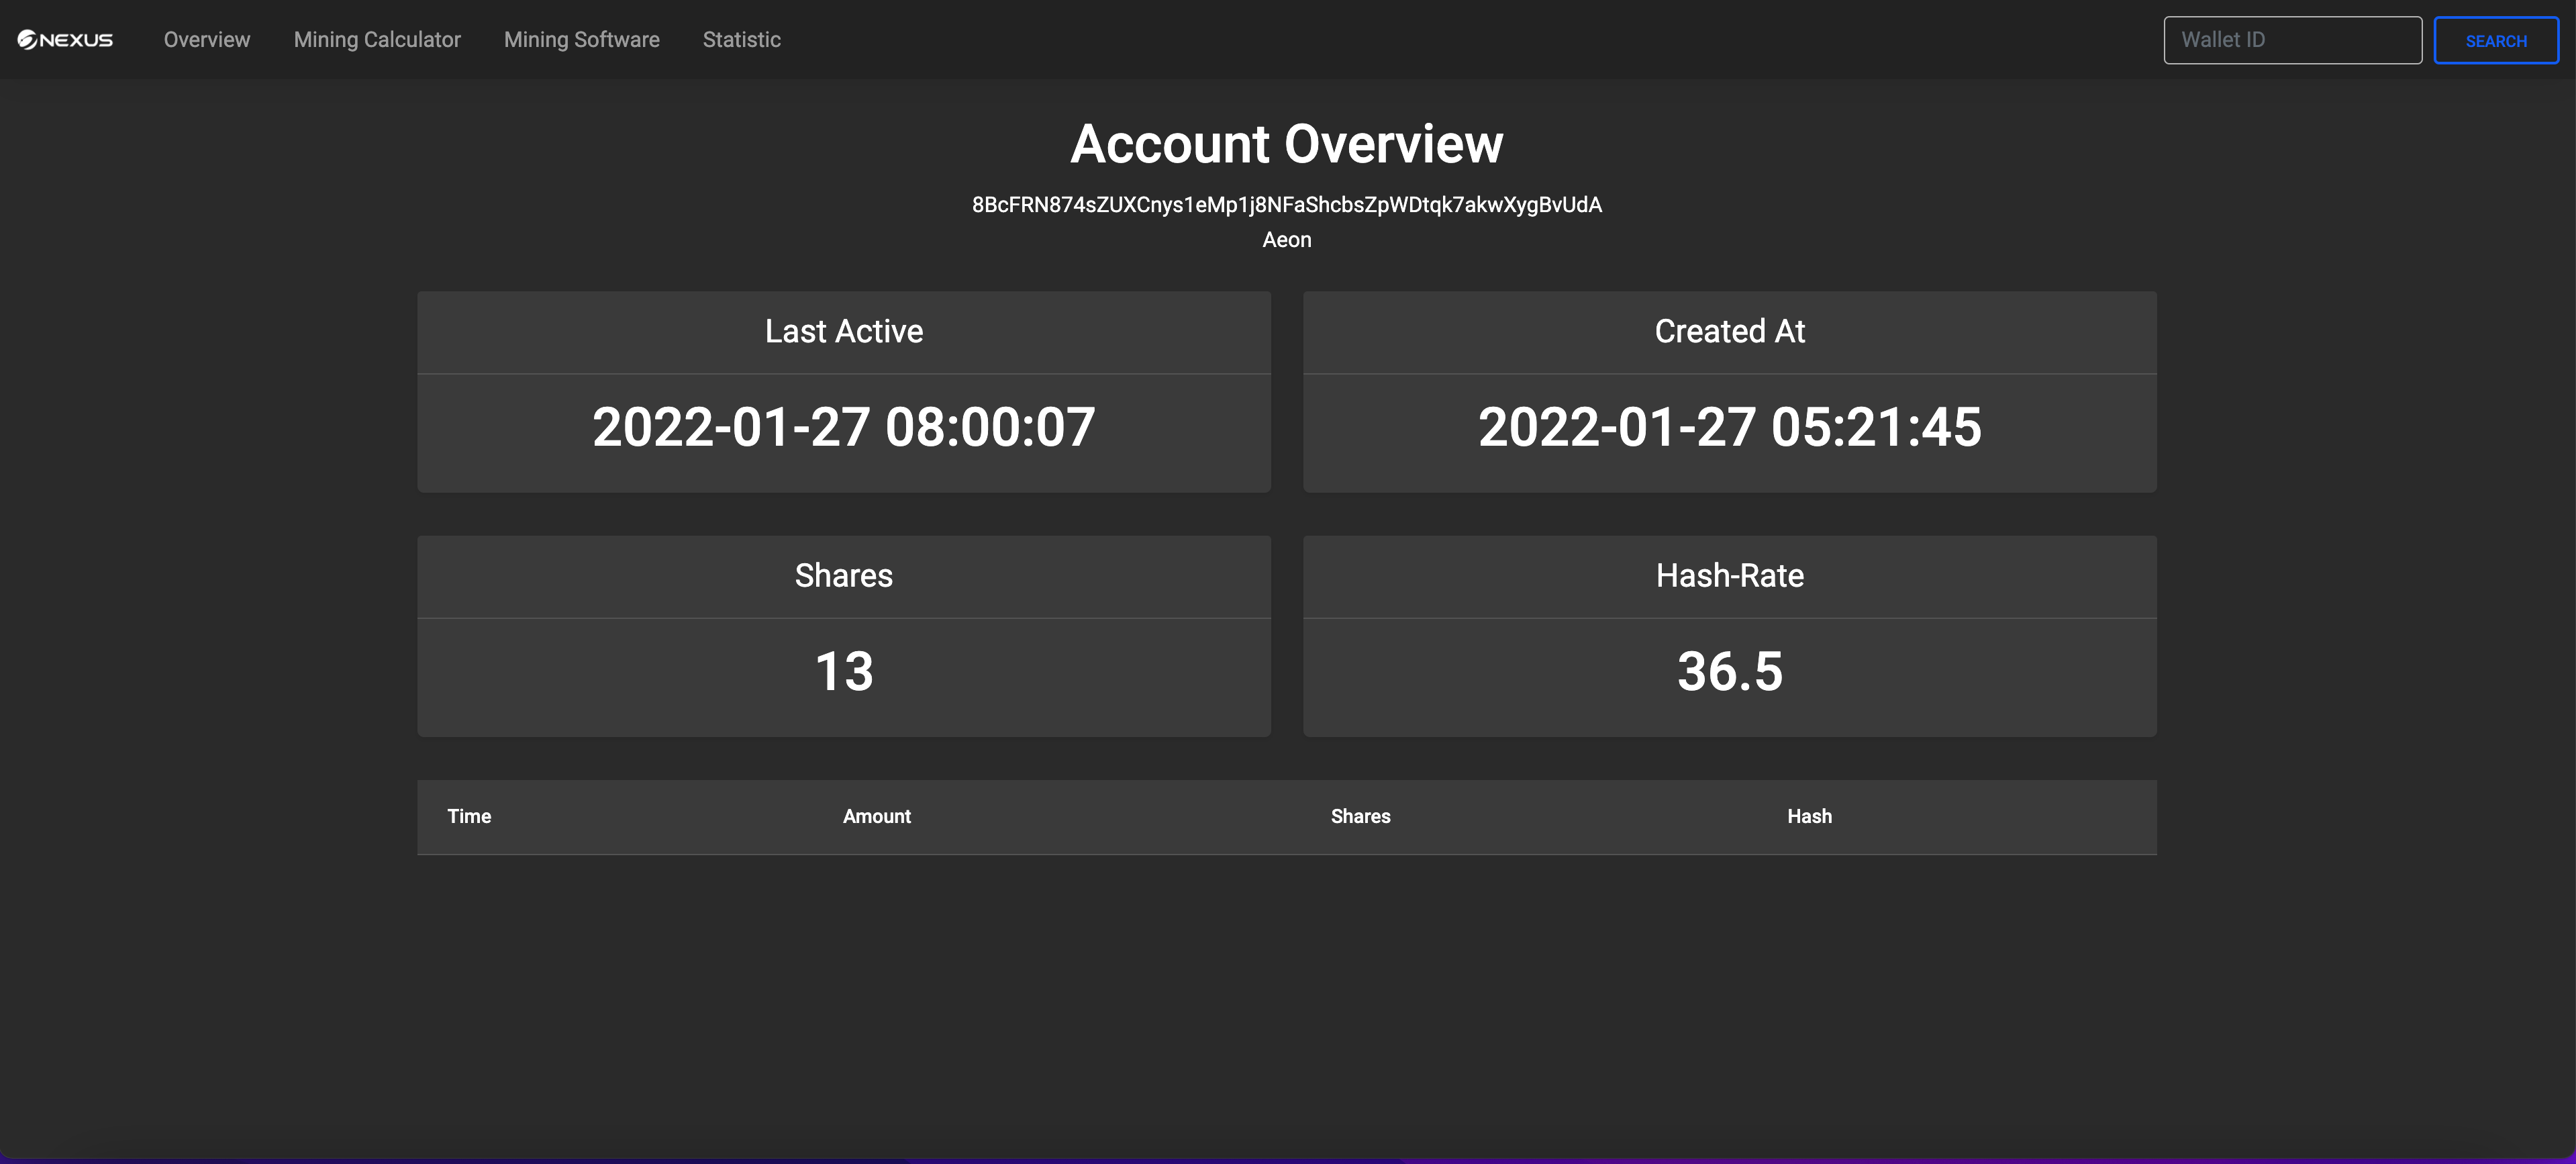 NEXUS Overview Mining Calculator Mining Software Statistic Wallet ID SEARCH
Account Overview
8BcFRN874sZUXCnys1eMp1j8NFaShcbsZpWDtqk7akwXygBvUdA
Aeon
Last Active
2022-01-27 08:00:07
Created At
2022-01-27 05:21:45
Shares
13
Hash-Rate
36.5
Time Amount Shares Hash